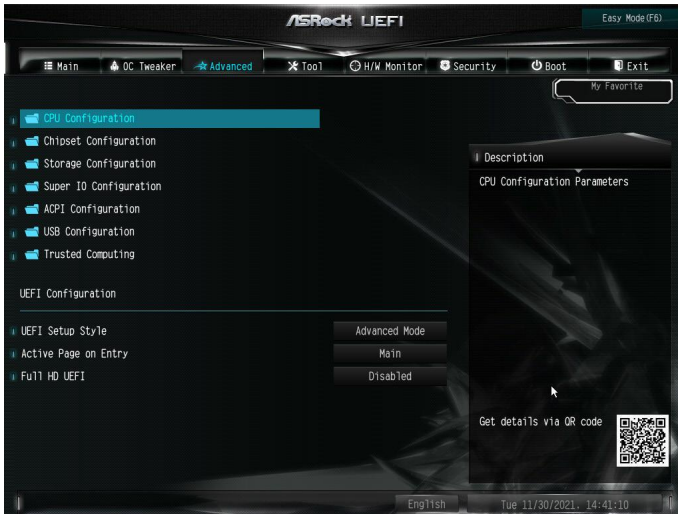 ASRock UEFI
Easy Mode(F6)
Main
OC Tweaker
Advanced
Tool
H/W Monitor
Security
Boot
Exit
My Favorite
CPU Configuration
Chipset Configuration
Storage Configuration
Super IO Configuration
ACPI Configuration
USB Configuration
Trusted Computing
UEFI Configuration
UEFI Setup Style
Advanced Mode
Active Page on Entry
Main
Full HD UEFI
Disabled
Description
CPU Configuration Parameters
Get details via QR code
English
Tue 11/30/2021. 14:41:10